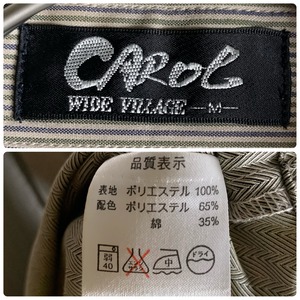 CAROL
WIDE VILLAGE —M—
品質表示
表地 ポリエステル 100%
配色 ポリエステル 65%
綿 35%
弱 40 中 ドライ